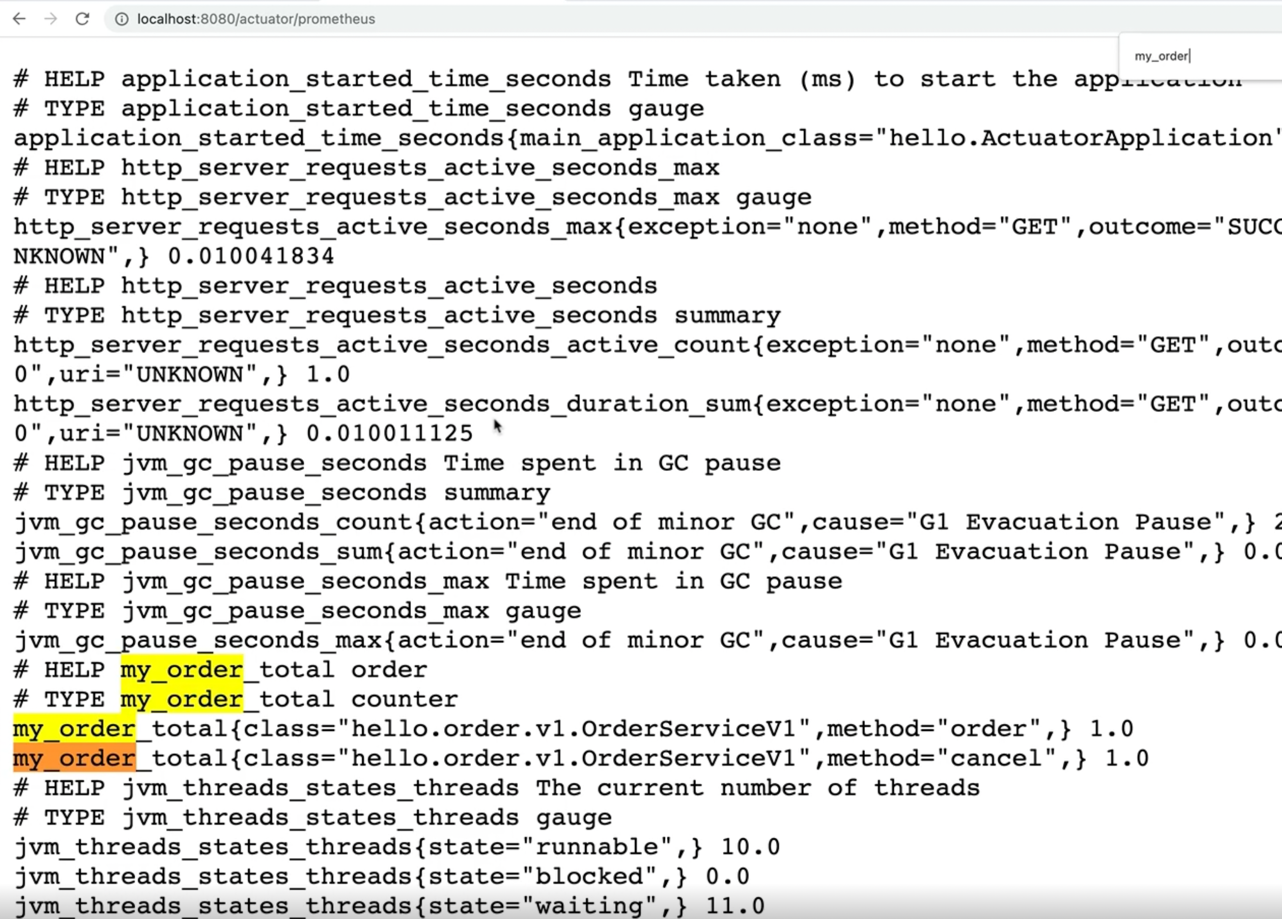 localhost:8080/actuator/prometheus
my_order
# HELP application_started_time_seconds Time taken (ms) to start the application
# TYPE application_started_time_seconds gauge
application_started_time_seconds{main_application_class="hello.ActuatorApplication"
# HELP http_server_requests_active_seconds_max
# TYPE http_server_requests_active_seconds_max gauge
http_server_requests_active_seconds_max{exception="none",method="GET",outcome="SUCC
NKNOWN",} 0.010041834
# HELP http_server_requests_active_seconds
# TYPE http_server_requests_active_seconds summary
http_server_requests_active_seconds_active_count{exception="none",method="GET",outc
0",uri="UNKNOWN",} 1.0
http_server_requests_active_seconds_duration_sum{exception="none",method="GET",outc
0",uri="UNKNOWN",} 0.010011125
# HELP jvm_gc_pause_seconds Time spent in GC pause
# TYPE jvm_gc_pause_seconds summary
jvm_gc_pause_seconds_count{action="end of minor GC",cause="G1 Evacuation Pause",} 2
jvm_gc_pause_seconds_sum{action="end of minor GC",cause="G1 Evacuation Pause",} 0.0
# HELP jvm_gc_pause_seconds_max Time spent in GC pause
# TYPE jvm_gc_pause_seconds_max gauge
jvm_gc_pause_seconds_max{action="end of minor GC",cause="G1 Evacuation Pause",} 0.0
# HELP my_order_total order
# TYPE my_order_total counter
my_order_total{class="hello.order.v1.OrderServiceV1",method="order",} 1.0
my_order_total{class="hello.order.v1.OrderServiceV1",method="cancel",} 1.0
# HELP jvm_threads_states_threads The current number of threads
# TYPE jvm_threads_states_threads gauge
jvm_threads_states_threads{state="runnable",} 10.0
jvm_threads_states_threads{state="blocked",} 0.0
jvm_threads_states_threads{state="waiting",} 11.0